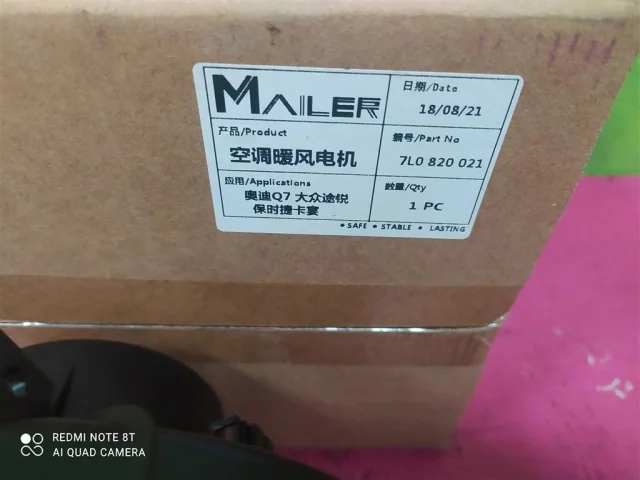 MAILER
日期/Date
18/08/21
产品/Product
空调暖风电机
编号/Part No
7L0 820 021
应用/Applications
奥迪Q7 大众途锐
保时捷卡宴
数量/Qty
1 PC
• SAFE • STABLE • LASTING
REDMI NOTE 8T
AI QUAD CAMERA